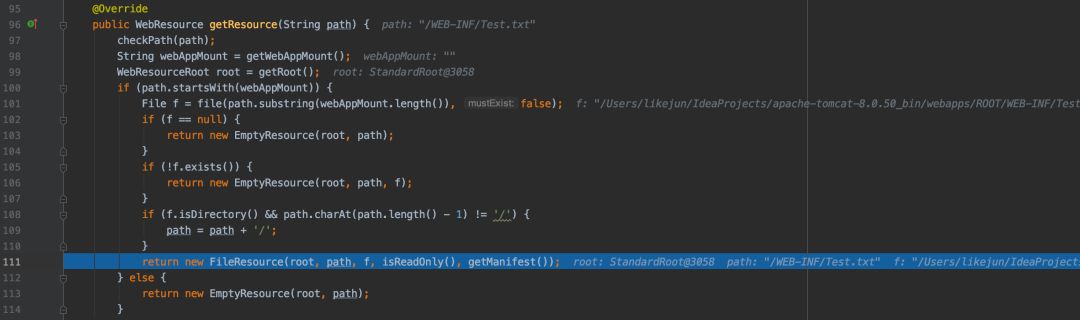 95 @Override
96 public WebResource getResource(String path) { path: "/WEB-INF/Test.txt"
97 checkPath(path);
98 String webAppMount = getWebAppMount(); webAppMount: ""
99 WebResourceRoot root = getRoot(); root: StandardRoot@3058
100 if (path.startsWith(webAppMount)) {
101 File f = file(path.substring(webAppMount.length()), mustExist: false); f: "/Users/likejun/IdeaProjects/apache-tomcat-8.0.50_bin/webapps/ROOT/WEB-INF/Test
102 if (f == null) {
103 return new EmptyResource(root, path);
104 }
105 if (!f.exists()) {
106 return new EmptyResource(root, path, f);
107 }
108 if (f.isDirectory() && path.charAt(path.length() - 1) != '/') {
109 path = path + '/';
110 }
111 return new FileResource(root, path, f, isReadOnly(), getManifest()); root: StandardRoot@3058 path: "/WEB-INF/Test.txt" f: "/Users/likejun/IdeaProjects
112 } else {
113 return new EmptyResource(root, path);
114 }